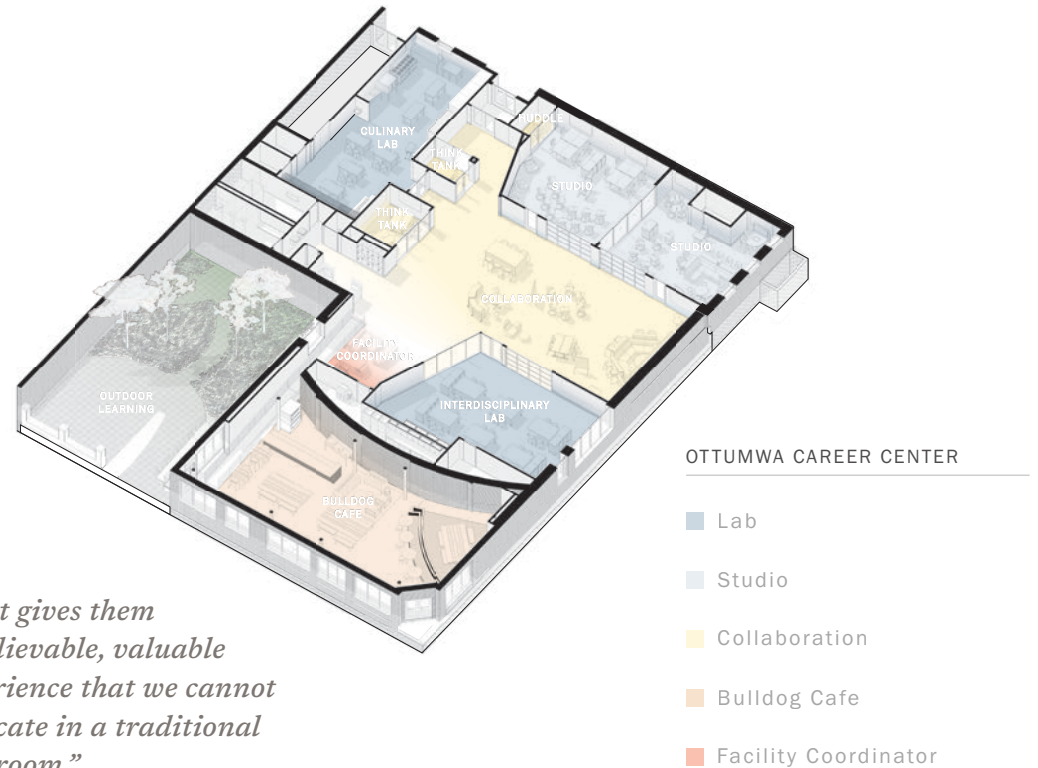 HUDDLE
CULINARY
LAB
THINK
TANK
STUDIO
THINK
TANK
STUDIO
COLLABORATION
FACILITY
COORDINATOR
OUTDOOR
LEARNING
INTERDISCIPLINARY
LAB
BULLDOG
CAFE
OTTUMWA CAREER CENTER
Lab
Studio
Collaboration
Bulldog Cafe
Facility Coordinator
t gives them
lievable, valuable
rience that we cannot
cate in a traditional
room.”